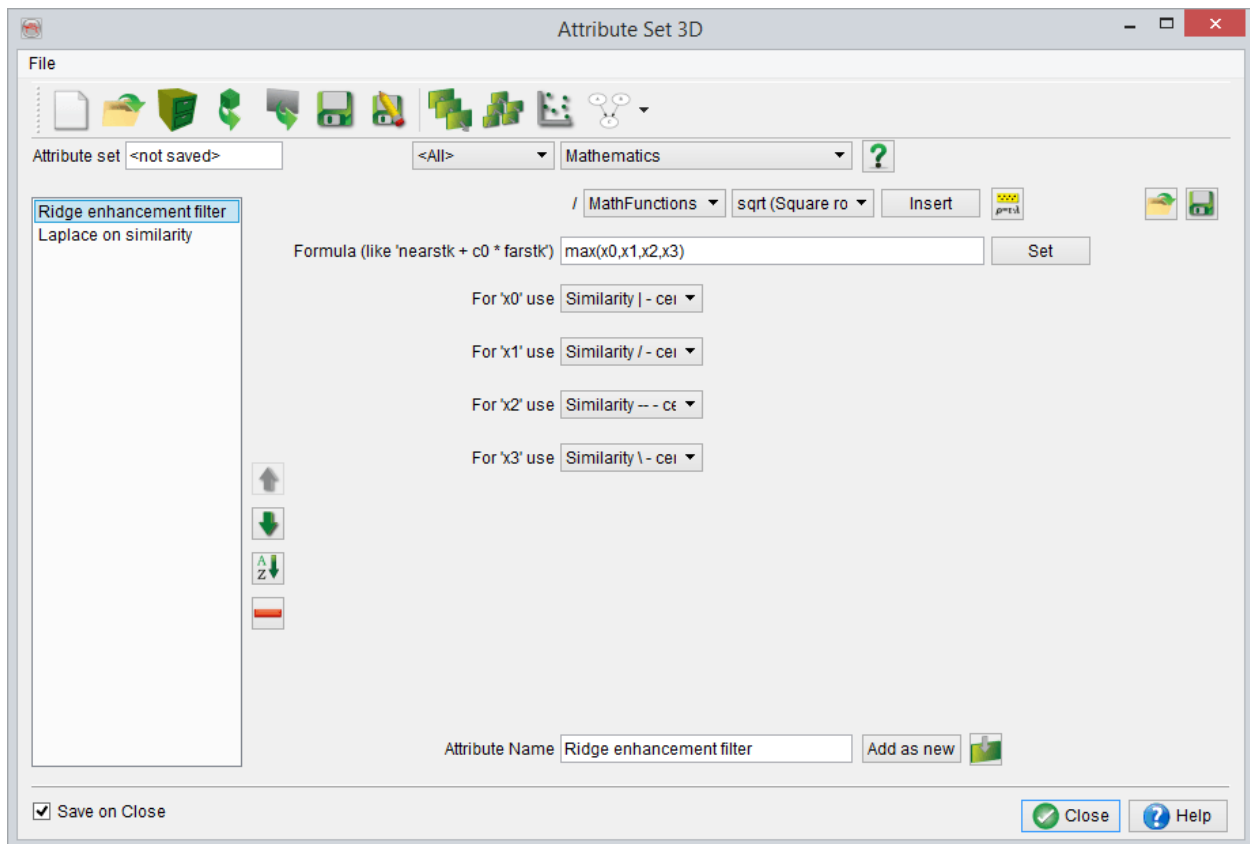 Attribute Set 3D
File
Attribute set <not saved> <All> Mathematics ?
Ridge enhancement filter
Laplace on similarity
/ MathFunctions sqrt (Square ro Insert
Formula (like 'nearstk + c0 * farstk') max(x0,x1,x2,x3) Set
For 'x0' use Similarity | - cei
For 'x1' use Similarity / - cei
For 'x2' use Similarity -- - ce
For 'x3' use Similarity \ - cei
A
Z
Attribute Name Ridge enhancement filter Add as new
Save on Close Close ? Help